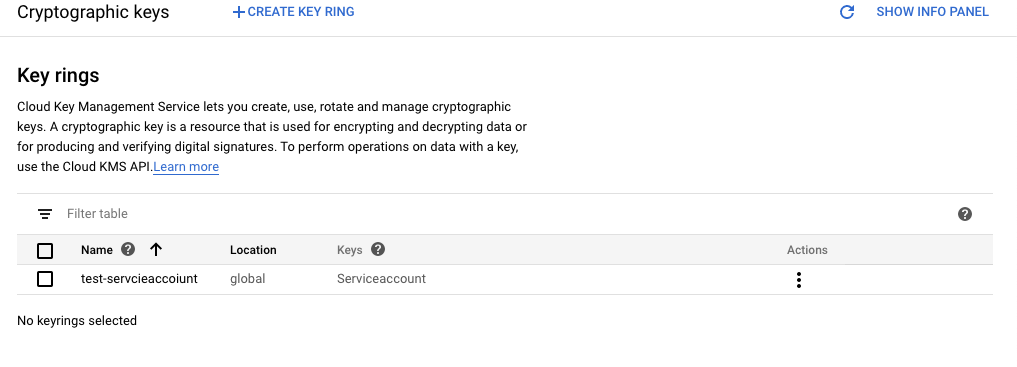 Cryptographic keys
CREATE KEY RING
SHOW INFO PANEL
Key rings
Cloud Key Management Service lets you create, use, rotate and manage cryptographic
keys. A cryptographic key is a resource that is used for encrypting and decrypting data or
for producing and verifying digital signatures. To perform operations on data with a key,
use the Cloud KMS API.Learn more
Filter table
Name Location Keys Actions
test-servcieaccoiunt global Serviceaccount
No keyrings selected